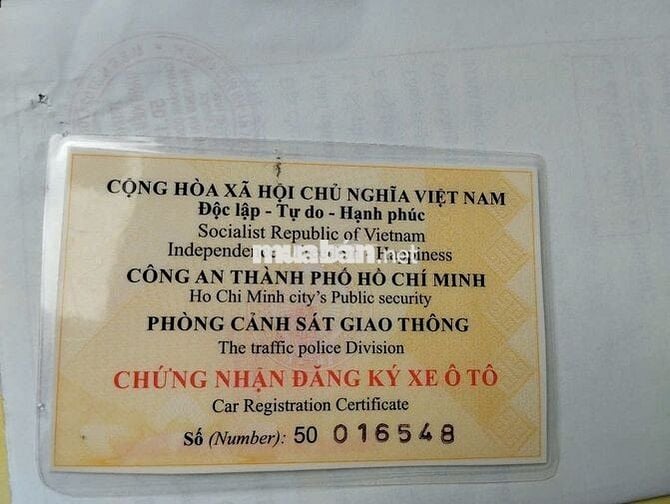 CỘNG HÒA XÃ HỘI CHỦ NGHĨA VIỆT NAM
Độc lập - Tự do - Hạnh phúc
Socialist Republic of Vietnam
Independence - - Happiness
muaban.net
CÔNG AN THÀNH PHỐ HỒ CHÍ MINH
Ho Chi Minh city's Public security
PHÒNG CẢNH SÁT GIAO THÔNG
The traffic police Division
CHỨNG NHẬN ĐĂNG KÝ XE Ô TÔ
Car Registration Certificate
Số (Number): 50 016548